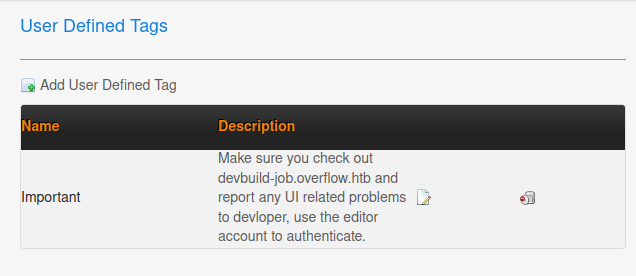 User Defined Tags
Add User Defined Tag
Name Description
Make sure you check out
devbuild-job.overflow.htb and
Important report any UI related problems
to devloper, use the editor
account to authenticate.